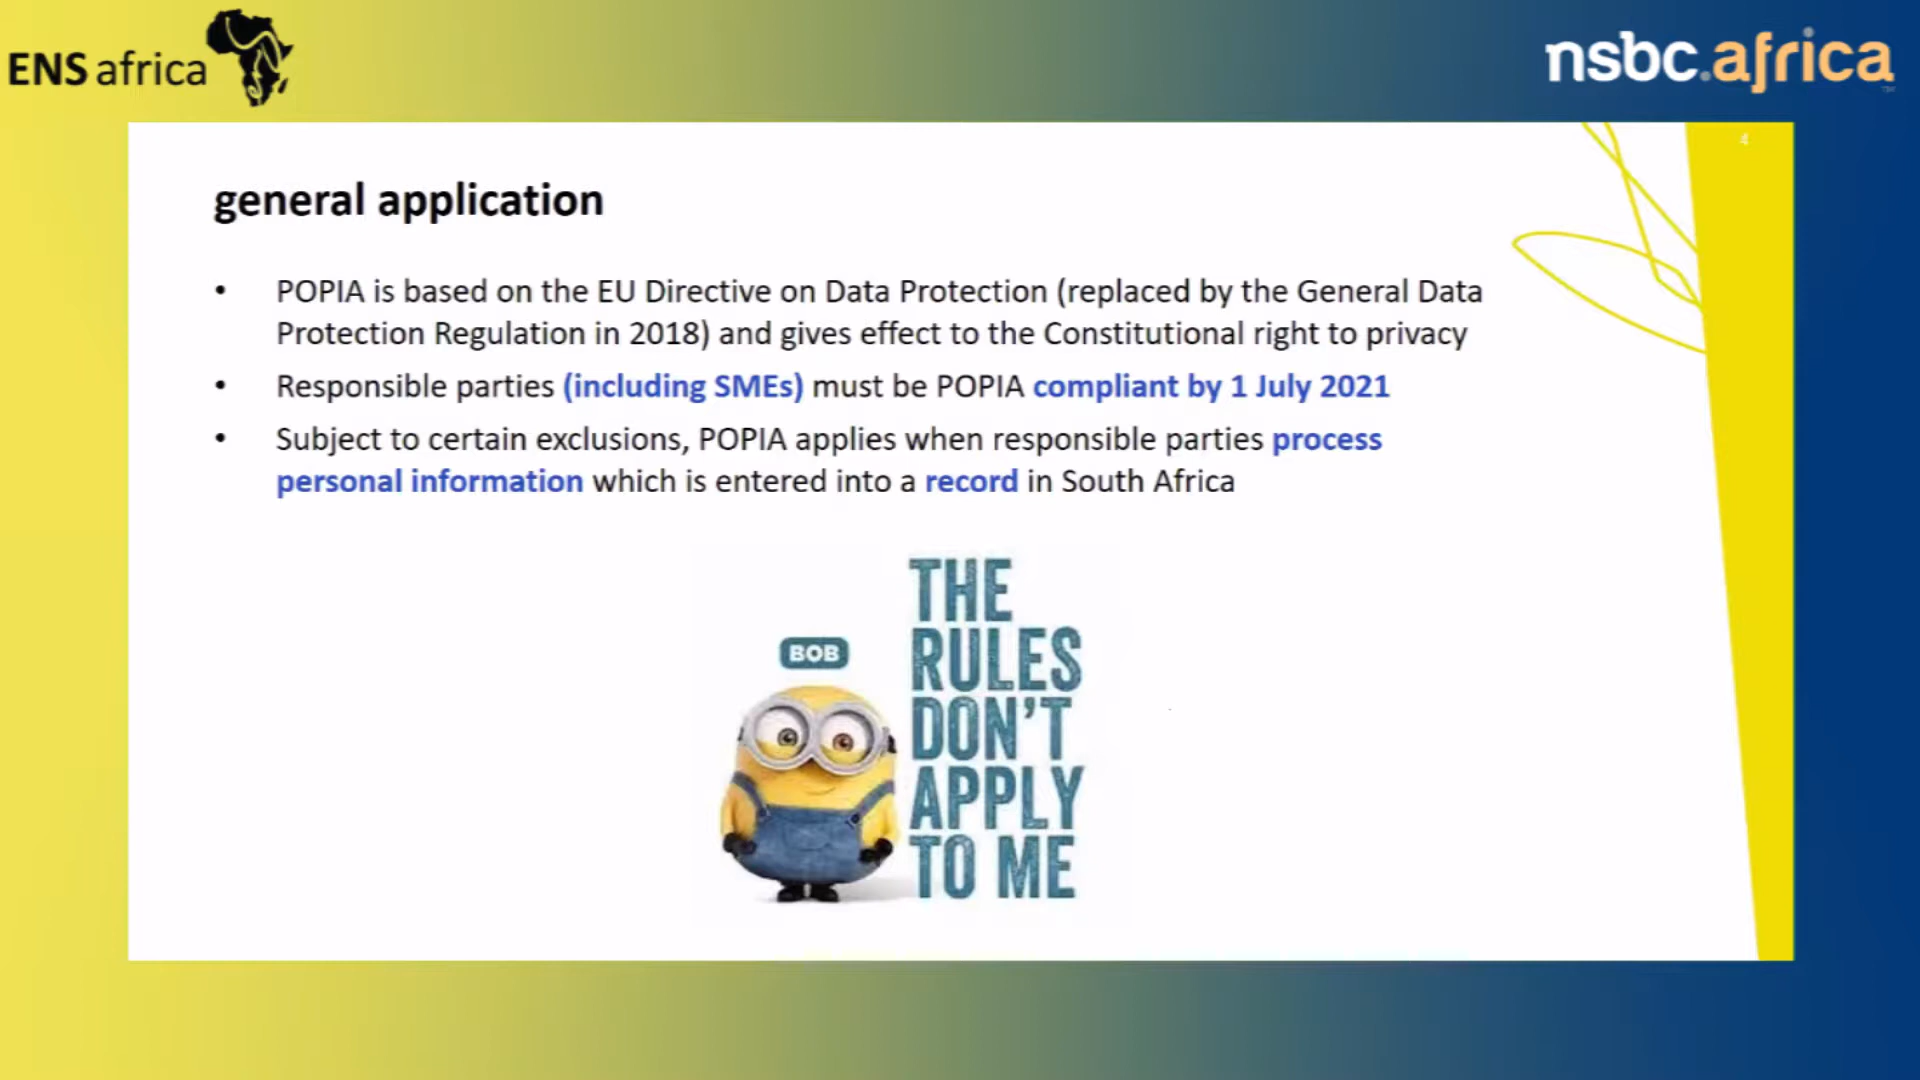 ENSafrica
nsbc.africa
TM
4
general application
• POPIA is based on the EU Directive on Data Protection (replaced by the General Data
Protection Regulation in 2018) and gives effect to the Constitutional right to privacy
• Responsible parties (including SMEs) must be POPIA compliant by 1 July 2021
• Subject to certain exclusions, POPIA applies when responsible parties process
personal information which is entered into a record in South Africa
BOB
THE
RULES
DON'T
APPLY
TO ME